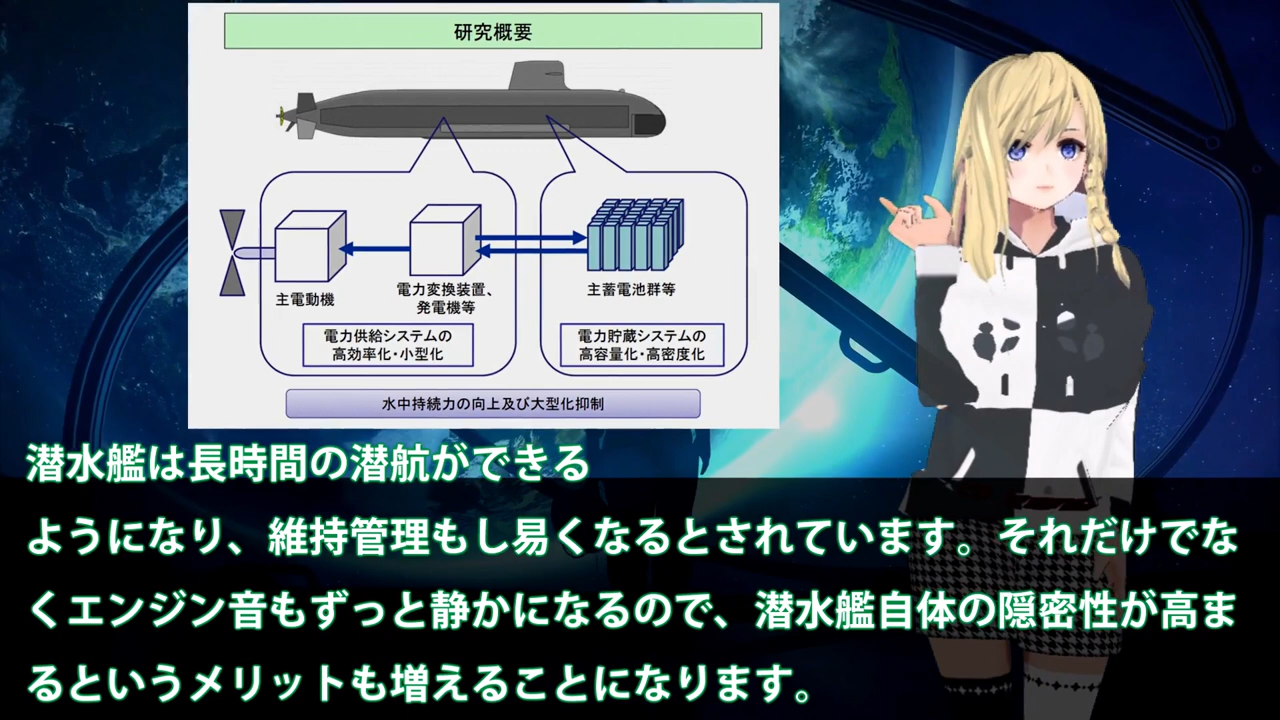 研究概要
主電動機
電力変換装置、
発電機等
主蓄電池群等
電力供給システムの
高効率化・小型化
電力貯蔵システムの
高容量化・高密度化
水中持続力の向上及び大型化抑制
潜水艦は長時間の潜航ができる
ようになり、維持管理もし易くなるとされています。それだけでな
くエンジン音もずっと静かになるので、潜水艦自体の隠密性が高ま
るというメリットも増えることになります。